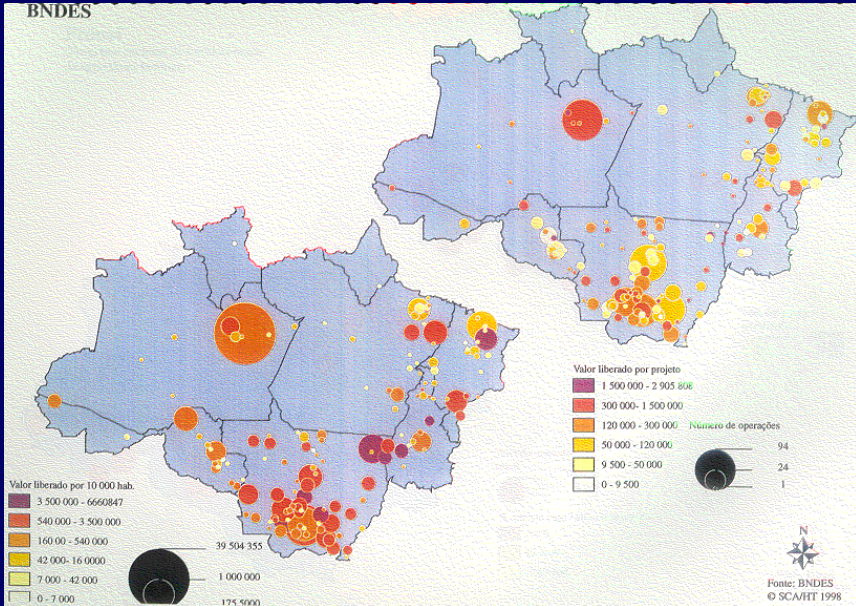 BNDES
Valor liberado por projeto
1 500 000 - 2 905 808
300 000- 1 500 000
120 000 - 300 000
50 000 - 120 000
9 500 - 50 000
0 - 9 500
Número de operações
94
24
1
Valor liberado por 10 000 hab.
3 500 000 - 6660847
540 000 - 3 500 000
160 00 - 540 000
42 000- 16 0000
7 000 - 42 000
0 - 7 000
39 504 355
1 000 000
175 5000
N
Fonte: BNDES
© SCA/HT 1998